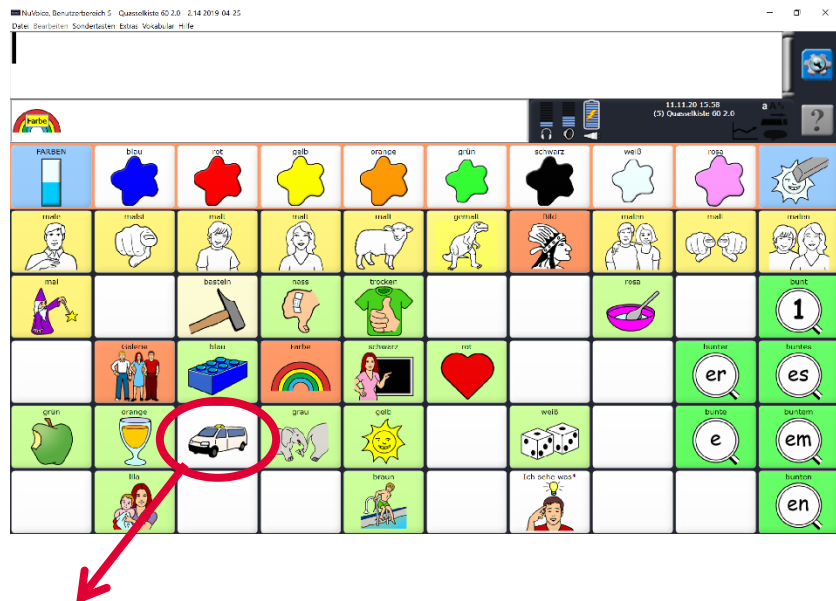 NuVoice, Benutzerbereich 5 - Quasselkiste 60 2.0 - 2.14 2019-04-25
Datei Bearbeiten Sondertasten Extras Vokabular Hilfe
Farbe
11.11.20 15.58
(5) Quasselkiste 60 2.0
a A
?
FARBEN blau rot gelb orange grün schwarz weiß rosa
male malst malt malt malt gemalt Bild malen malt malen
mal basteln nass trocken rosa bunt
1
Galerie blau Farbe schwarz rot bunter buntes
er es
grün orange grau gelb weiß bunte buntem
e em
lila braun Ich sehe was* bunten
en